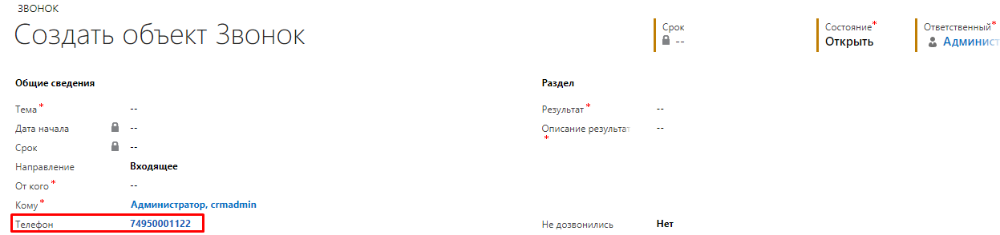 ЗВОНОК
Создать объект Звонок
Срок
--
Состояние*
Открыть
Ответственный*
Админист
Общие сведения
Тема* --
Дата начала --
Срок --
Направление Входящее
От кого* --
Кому* Администратор, crmadmin
Телефон 74950001122
Раздел
Результат* --
Описание результат --
*
Не дозвонились Нет